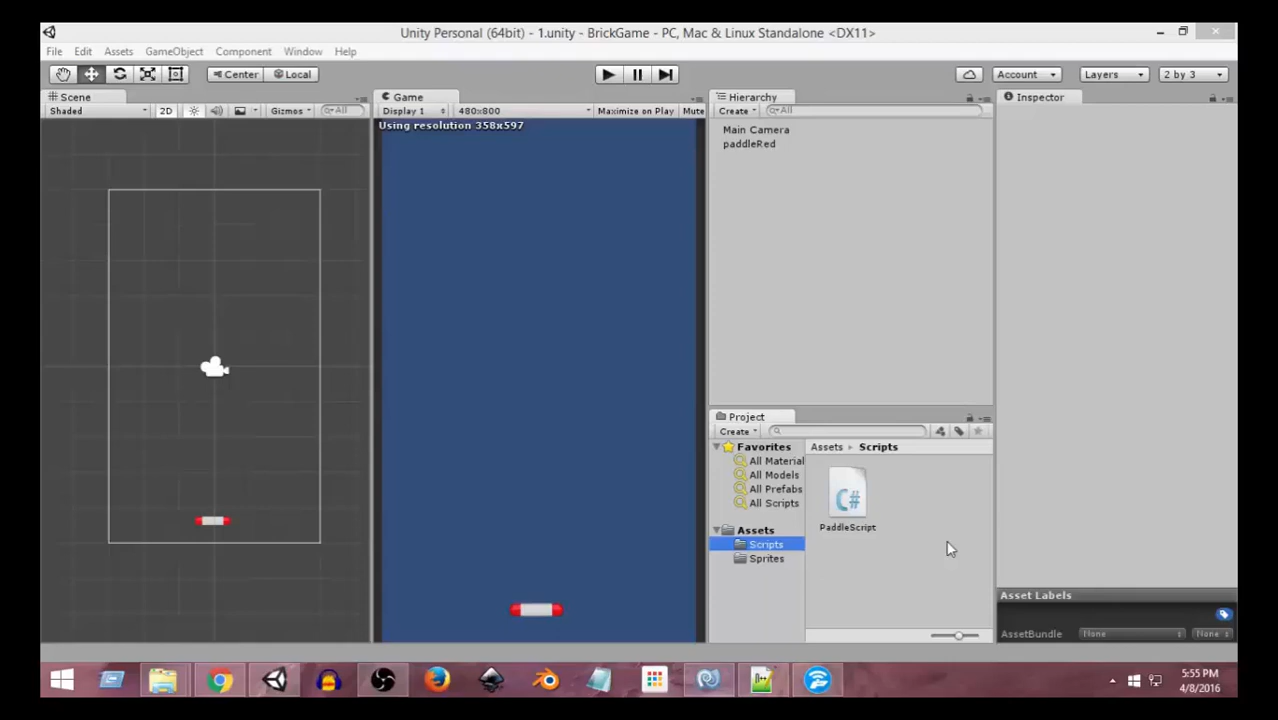 Unity Personal (64bit) - 1.unity - BrickGame - PC, Mac & Linux Standalone <DX11>
File Edit Assets GameObject Component Window Help
Center Local Account Layers 2 by 3
Scene
Shaded 2D Gizmos All
Game
Display 1 480x800 Maximize on Play Mute
Using resolution 358x597
Hierarchy
Create All
Main Camera
paddleRed
Project
Create
Favorites
All Material
All Models
All Prefabs
All Scripts
Assets
Scripts
Sprites
Assets Scripts
C#
PaddleScript
Inspector
Asset Labels
AssetBundle None None
5:55 PM
4/8/2016